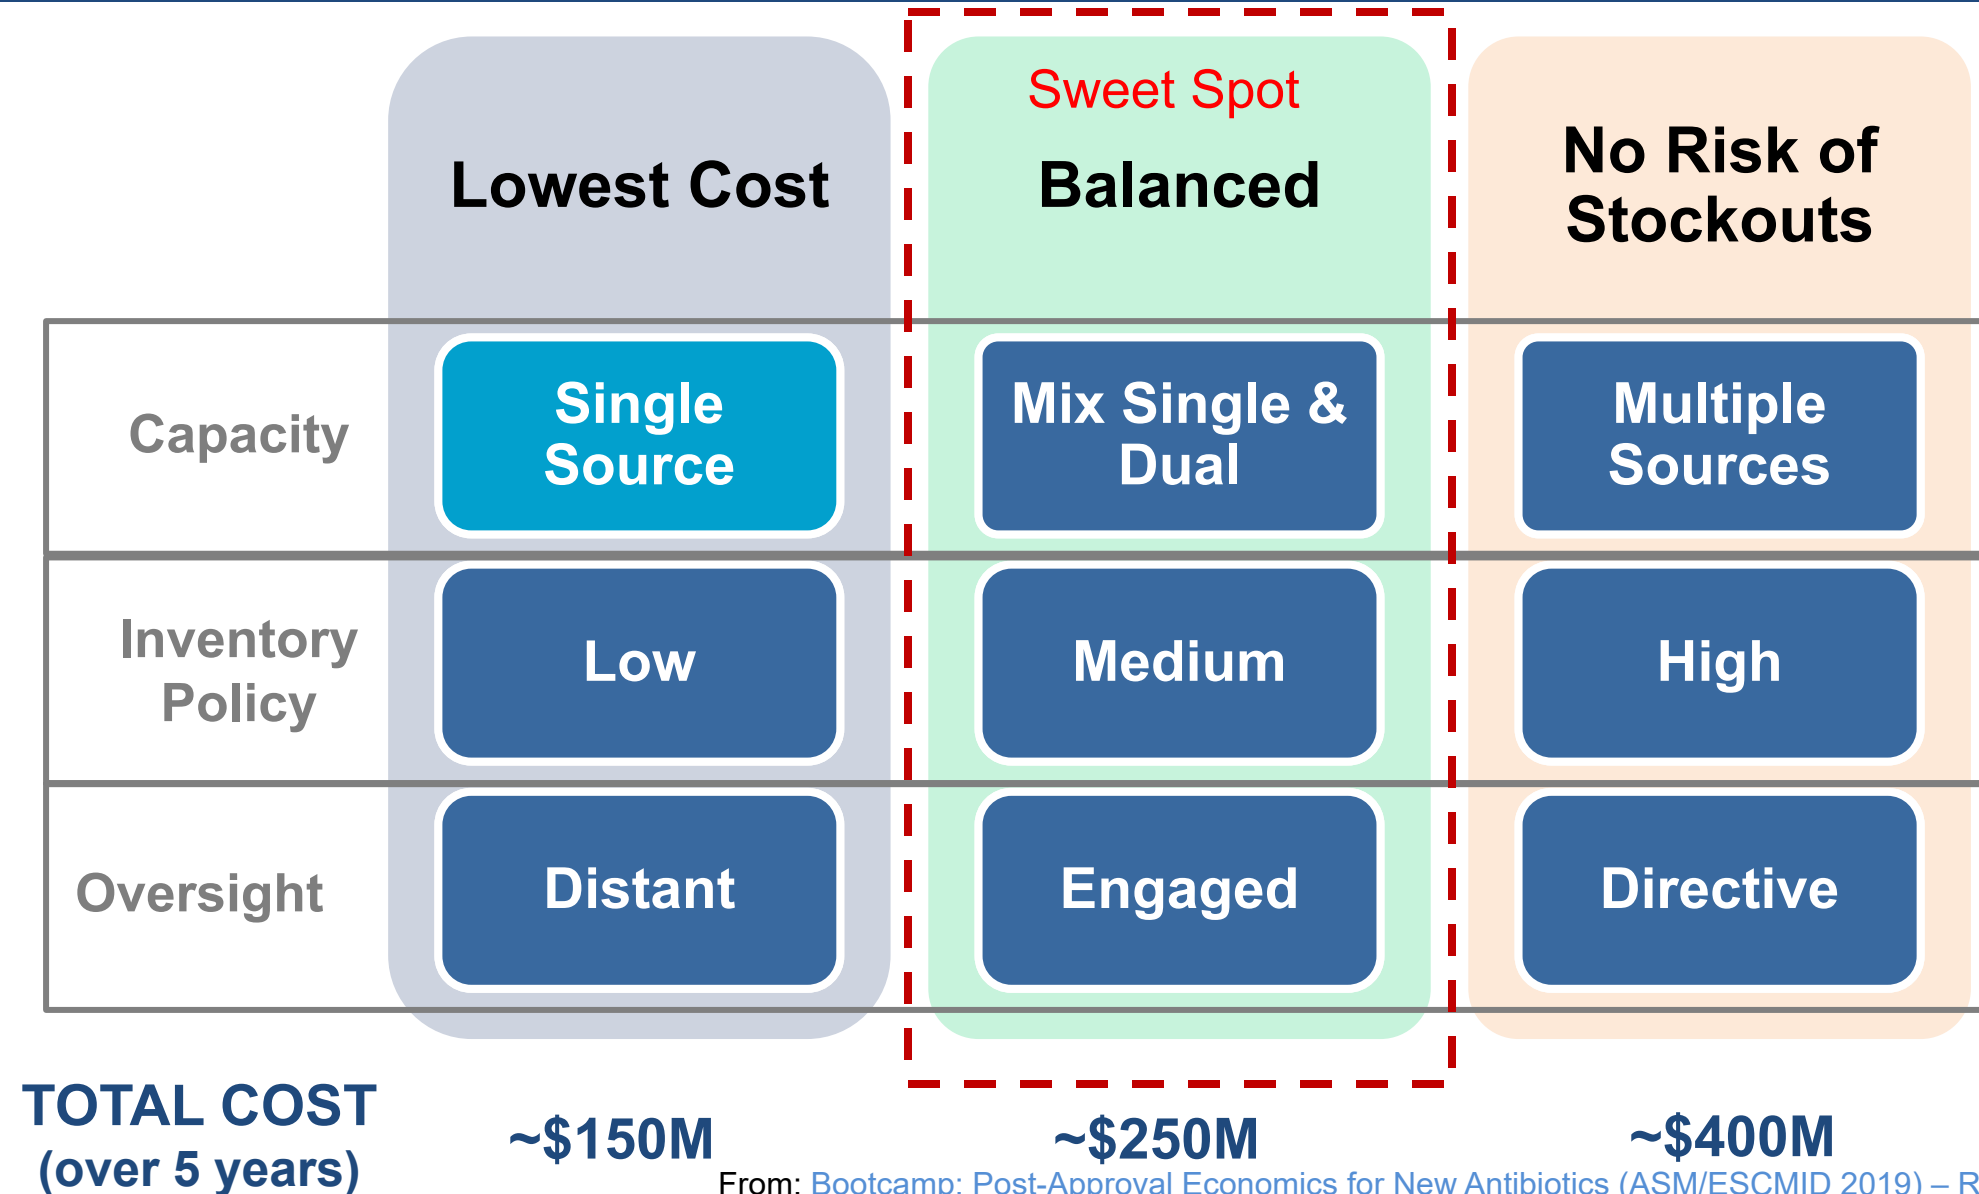 Sweet Spot
Lowest Cost
Balanced
No Risk of
Stockouts
Capacity
Single
Source
Mix Single &
Dual
Multiple
Sources
Inventory
Policy
Low
Medium
High
Oversight
Distant
Engaged
Directive
TOTAL COST
(over 5 years)
~$150M
~$250M
~$400M
From: Bootcamp: Post-Approval Economics for New Antibiotics (ASM/ESCMID 2019) – R